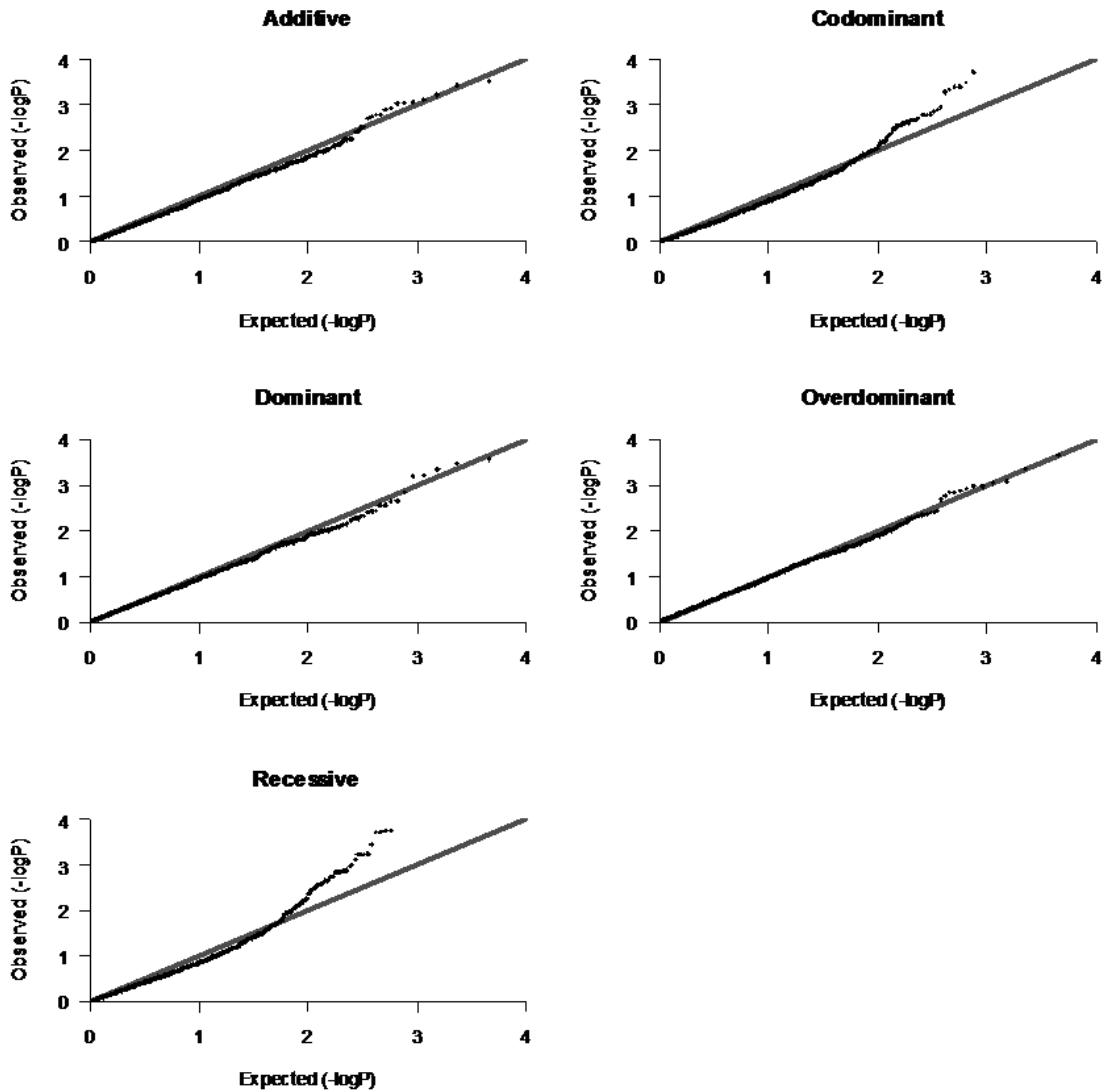 Additive
4
3
2
1
0
Observed (-logP)
0 1 2 3 4
Expected (-logP)
Codominant
4
3
2
1
0
Observed (-logP)
0 1 2 3 4
Expected (-logP)
Dominant
4
3
2
1
0
Observed (-logP)
0 1 2 3 4
Expected (-logP)
Overdominant
4
3
2
1
0
Observed (-logP)
0 1 2 3 4
Expected (-logP)
Recessive
4
3
2
1
0
Observed (-logP)
0 1 2 3 4
Expected (-logP)